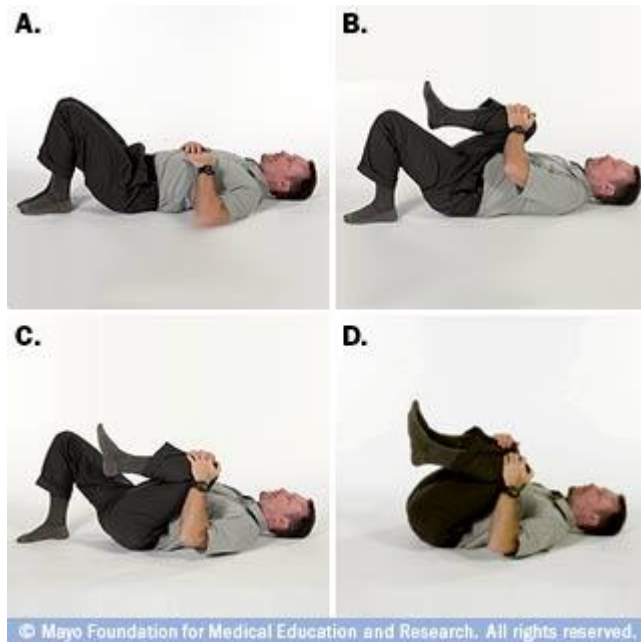 A.
B.
C.
D.
© Mayo Foundation for Medical Education and Research. All rights reserved.